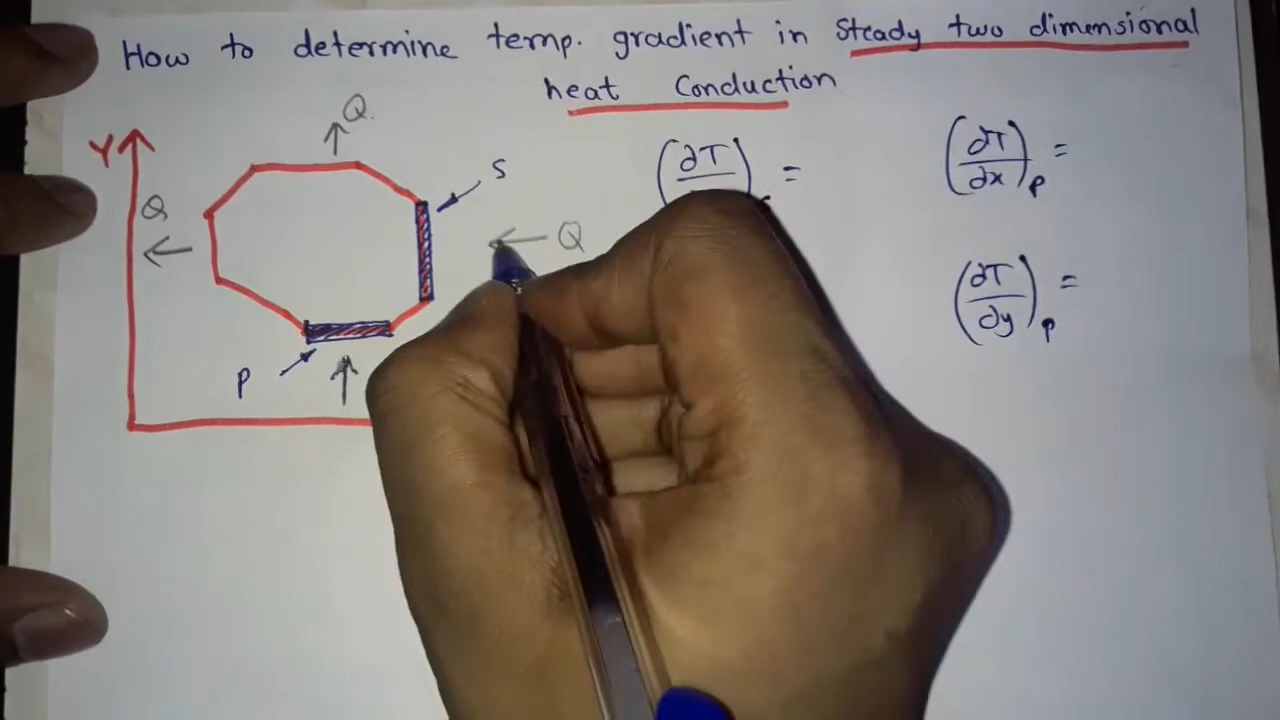 How to determine temp. gradient in Steady two dimensional
heat Conduction
Y
Q
Q
S
Q
P
(∂T
) =
(∂T/∂x)P =
(∂T/∂y)P =